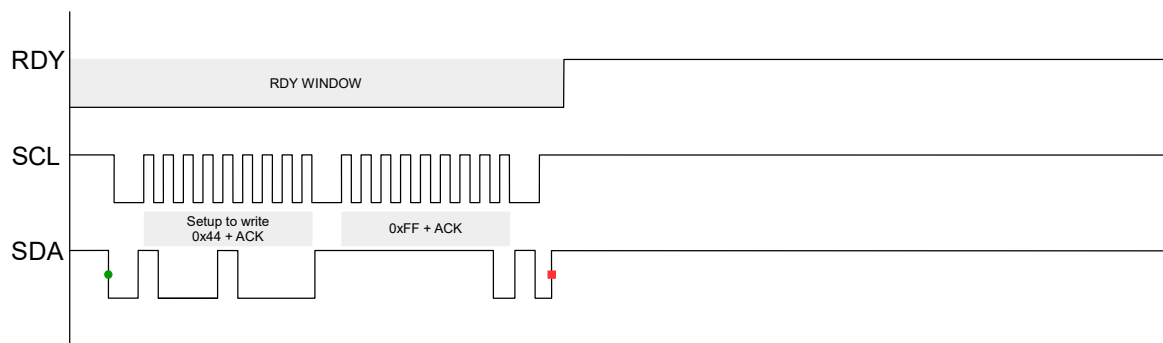 RDY
RDY WINDOW
SCL
Setup to write
0x44 + ACK
0xFF + ACK
SDA